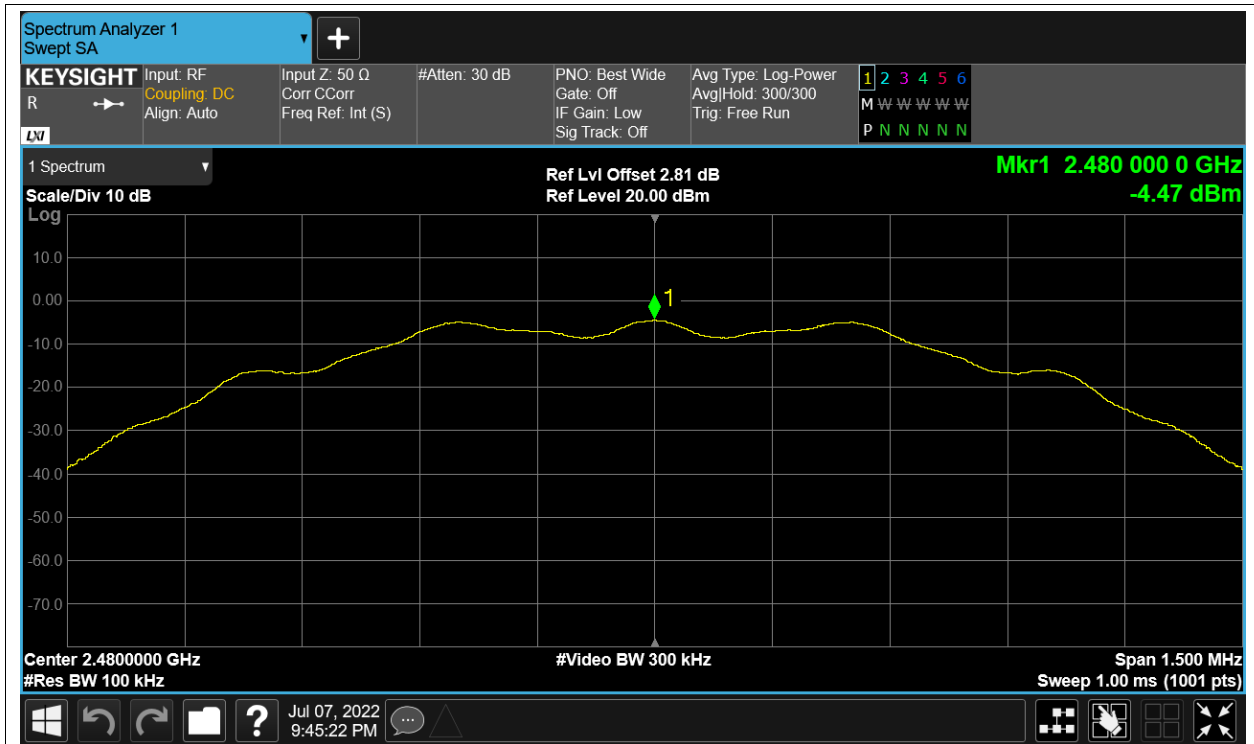 Spectrum Analyzer 1
Swept SA
KEYSIGHT
R
LXI
Input: RF
Coupling: DC
Align: Auto
Input Z: 50 Ω
Corr CCorr
Freq Ref: Int (S)
#Atten: 30 dB
PNO: Best Wide
Gate: Off
IF Gain: Low
Sig Track: Off
Avg Type: Log-Power
Avg|Hold: 300/300
Trig: Free Run
1 2 3 4 5 6
M W W W W W
P N N N N N
1 Spectrum
Scale/Div 10 dB
Log
Ref Lvl Offset 2.81 dB
Ref Level 20.00 dBm
Mkr1 2.480 000 0 GHz
-4.47 dBm
10.0
0.00
1
-10.0
-20.0
-30.0
-40.0
-50.0
-60.0
-70.0
Center 2.4800000 GHz
#Res BW 100 kHz
#Video BW 300 kHz
Span 1.500 MHz
Sweep 1.00 ms (1001 pts)
?
Jul 07, 2022
9:45:22 PM